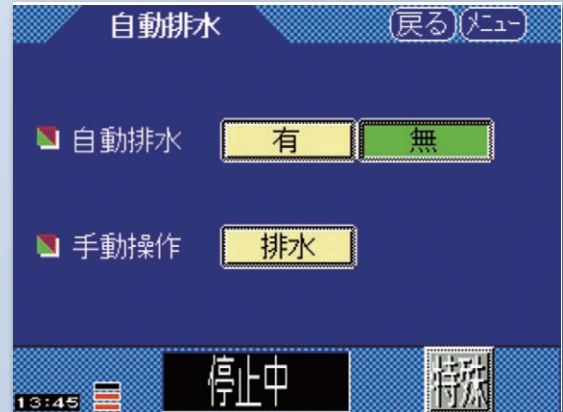 自動排水 戻る メニュー
自動排水 有 無
手動操作 排水
13:45 停止中 特殊